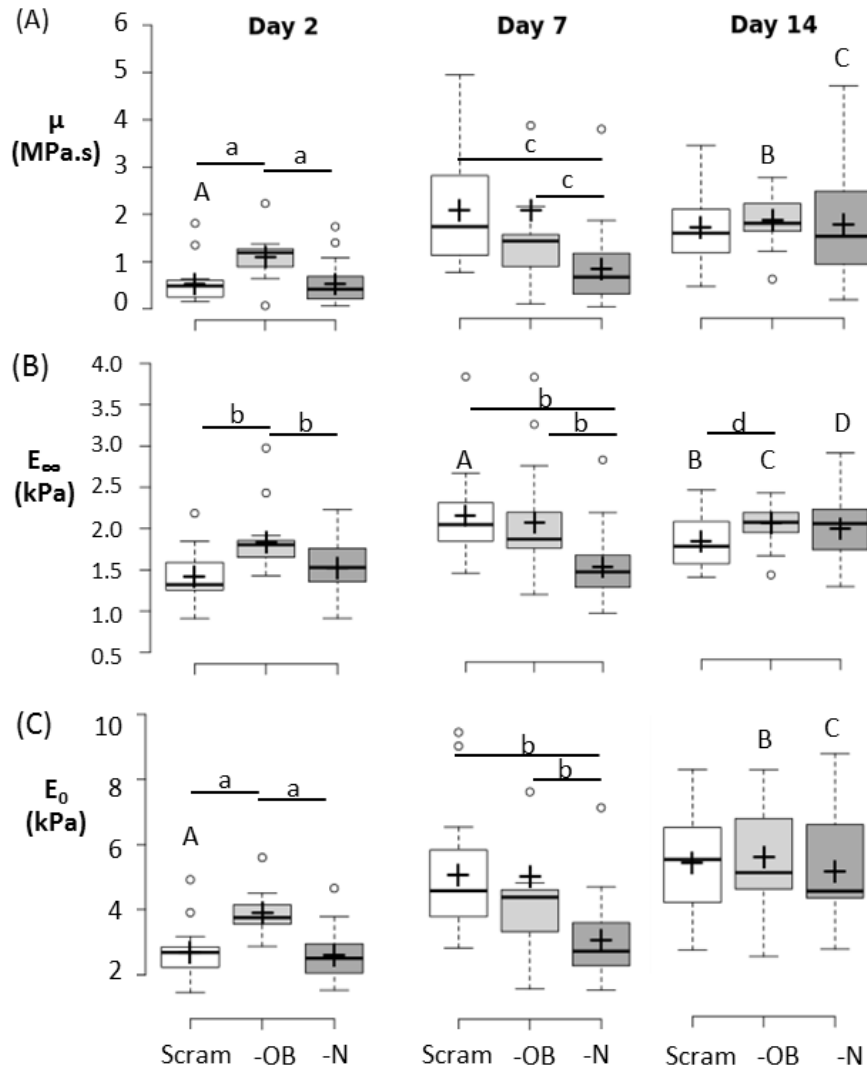 (A)
Day 2
Day 7
Day 14
μ
(MPa.s)
6
5
4
3
2
1
0
A
a
a
c
c
B
C
(B)
E∞
(kPa)
4.0
3.5
3.0
2.5
2.0
1.5
1.0
0.5
b
b
A
b
b
B
d
C
D
(C)
E0
(kPa)
10
8
6
4
2
A
a
a
b
b
B
C
Scram -OB -N
Scram -OB -N
Scram -OB -N